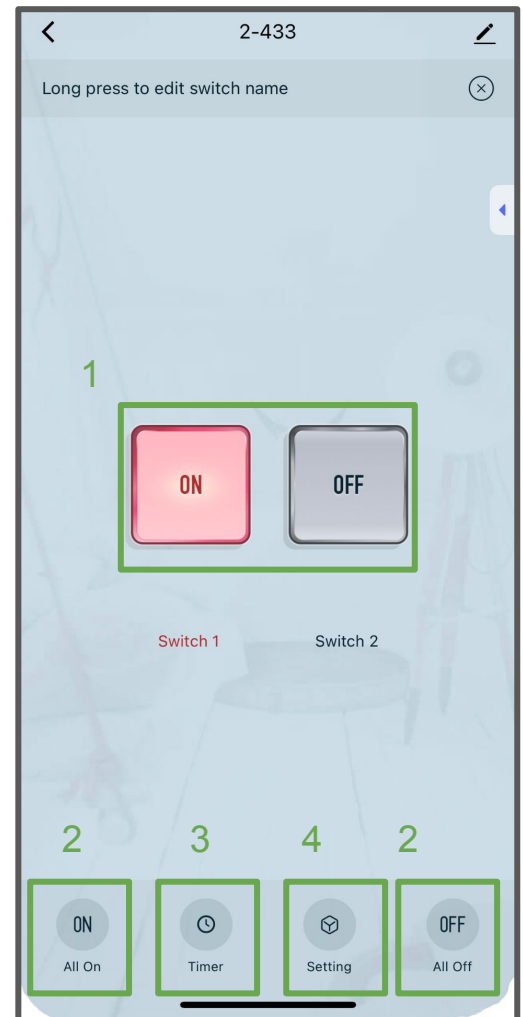 2-433
Long press to edit switch name
1
ON OFF
Switch 1 Switch 2
2 3 4 2
ON OFF
All On Timer Setting All Off